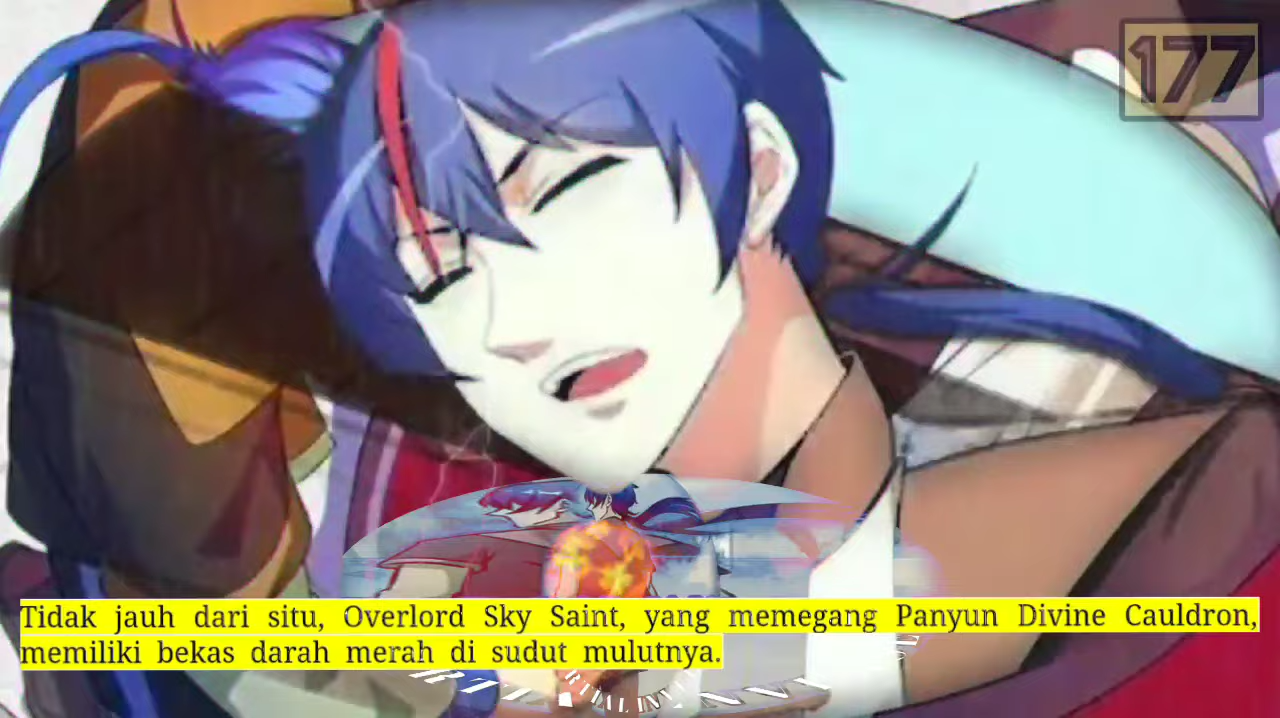 177
Tidak jauh dari situ, Overlord Sky Saint, yang memegang Panyun Divine Cauldron,
memiliki bekas darah merah di sudut mulutnya.